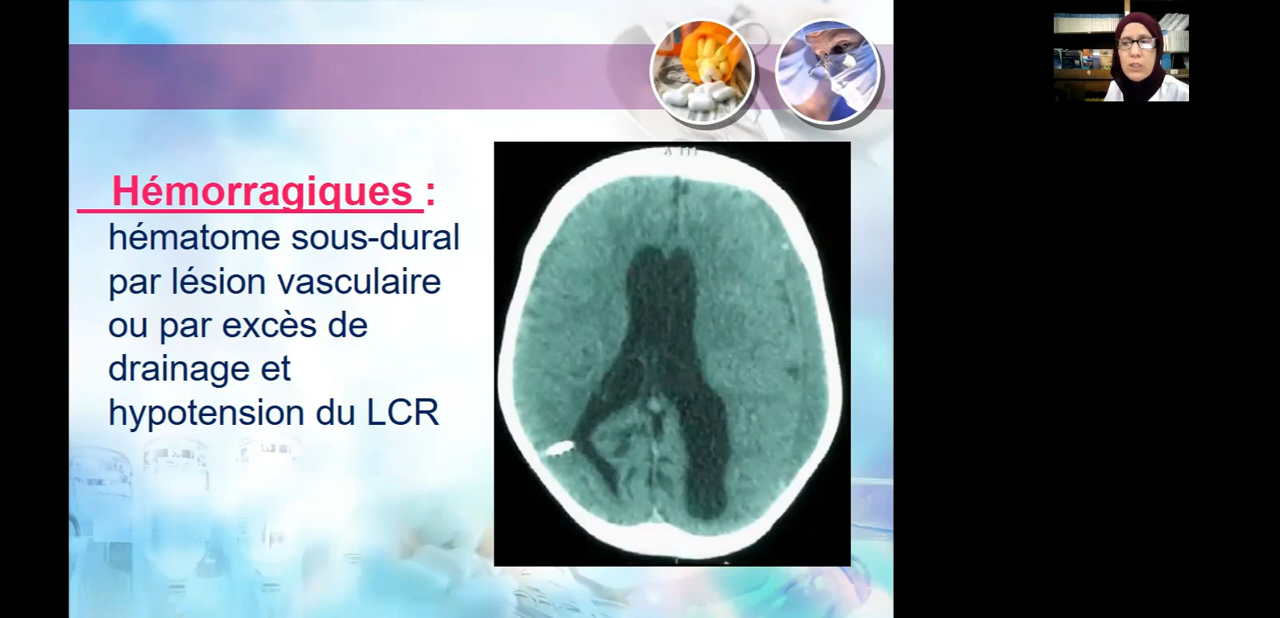 Hémorragiques :
hématome sous-dural
par lésion vasculaire
ou par excès de
drainage et
hypotension du LCR